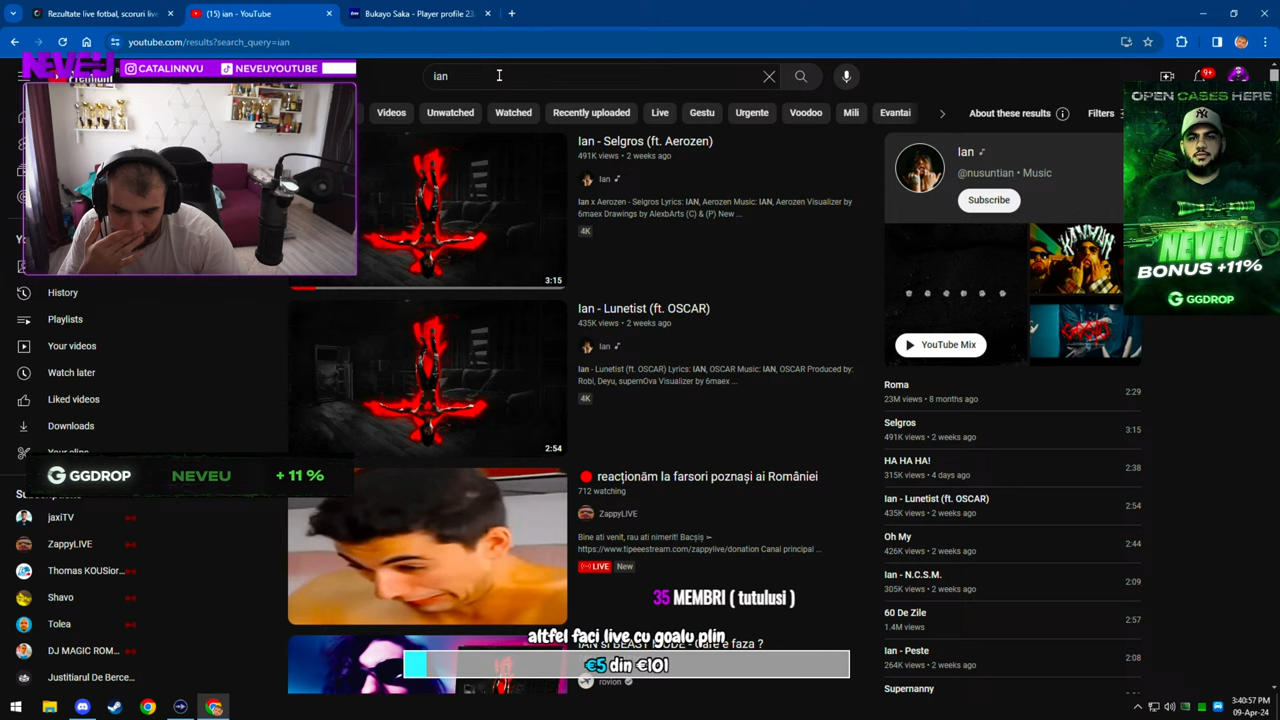 Rezultate live fotbal, scoruri live
(15) ian - YouTube
Bukayo Saka - Player profile 23
youtube.com/results?search_query=ian
NEVEU
CATALINNVU
NEVEUYOUTUBE
Premium
ian
9+
Videos
Unwatched
Watched
Recently uploaded
Live
Gestu
Urgente
Voodoo
Mili
Evantai
About these results
Filters
Ian - Selgros (ft. Aerozen)
491K views • 2 weeks ago
Ian
Ian x Aerozen - Selgros Lyrics: IAN, Aerozen Music: IAN, Aerozen Visualizer by
6maex Drawings by AlexbArts (C) & (P) New ...
4K
3:15
Ian - Lunetist (ft. OSCAR)
435K views • 2 weeks ago
Ian
Ian - Lunetist (ft. OSCAR) Lyrics: IAN, OSCAR Music: IAN, OSCAR Produced by:
Robi, Deyu, supernOva Visualizer by 6maex ...
4K
2:54
reacționăm la farsori poznași ai României
712 watching
ZappyLIVE
Bine ati venit, rau ati nimerit! Bacșiș ➣
https://www.tipeeestream.com/zappylive/donation Canal principal ...
LIVE
New
35 MEMBRI ( tutulusi )
altfel faci live cu goalu plin
€5 din €101
rovion
History
Playlists
Your videos
Watch later
Liked videos
Downloads
GGDROP
NEVEU
+ 11 %
jaxiTV
ZappyLIVE
Thomas KOUSior...
Shavo
Tolea
DJ MAGIC ROM...
Justitiarul De Berce...
Ian
@nusuntian • Music
Subscribe
YouTube Mix
Roma
23M views • 8 months ago
2:29
Selgros
491K views • 2 weeks ago
3:15
HA HA HA!
315K views • 4 days ago
2:38
Ian - Lunetist (ft. OSCAR)
435K views • 2 weeks ago
2:54
Oh My
426K views • 2 weeks ago
2:44
Ian - N.C.S.M.
305K views • 2 weeks ago
2:09
60 De Zile
1.4M views
2:57
Ian - Peste
264K views • 2 weeks ago
2:08
Supernanny
OPEN CASES HERE
NEVEU
BONUS +11%
GGDROP
3:40:57 PM
09-Apr-24